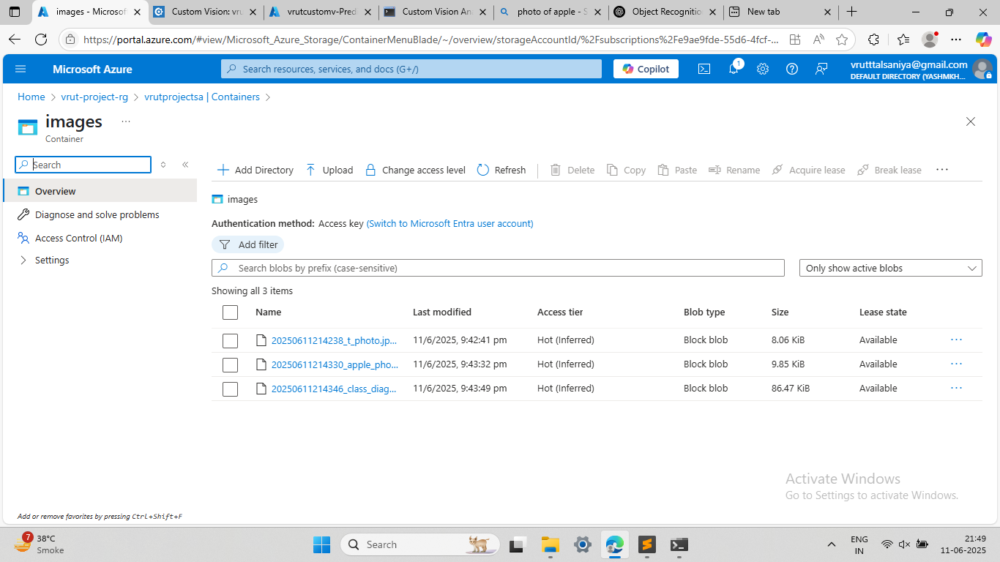 images - Microsof
Custom Vision: vru
vrutcustomv-Pred
Custom Vision An
photo of apple - S
Object Recognitio
New tab
https://portal.azure.com/#view/Microsoft_Azure_Storage/ContainerMenuBlade/~/overview/storageAccountId/%2Fsubscriptions%2Fe9ae9fde-55d6-4fcf-...
Microsoft Azure
Search resources, services, and docs (G+/)
Copilot
1
vrutttalsaniya@gmail.com
DEFAULT DIRECTORY (YASHMKH...
Home > vrut-project-rg > vrutprojectsa | Containers >
images ...
Container
Search
Overview
Diagnose and solve problems
Access Control (IAM)
Settings
Add or remove favorites by pressing Ctrl+Shift+F
Add Directory Upload Change access level Refresh Delete Copy Paste Rename Acquire lease Break lease ...
images
Authentication method: Access key (Switch to Microsoft Entra user account)
Add filter
Search blobs by prefix (case-sensitive)
Only show active blobs
Showing all 3 items
Name Last modified Access tier Blob type Size Lease state
20250611214238_t_photo.jp... 11/6/2025, 9:42:41 pm Hot (Inferred) Block blob 8.06 KiB Available ...
20250611214330_apple_pho... 11/6/2025, 9:43:32 pm Hot (Inferred) Block blob 9.85 KiB Available ...
20250611214346_class_diag... 11/6/2025, 9:43:49 pm Hot (Inferred) Block blob 86.47 KiB Available ...
Activate Windows
Go to Settings to activate Windows.
7
38°C
Smoke
Search
ENG
IN
21:49
11-06-2025